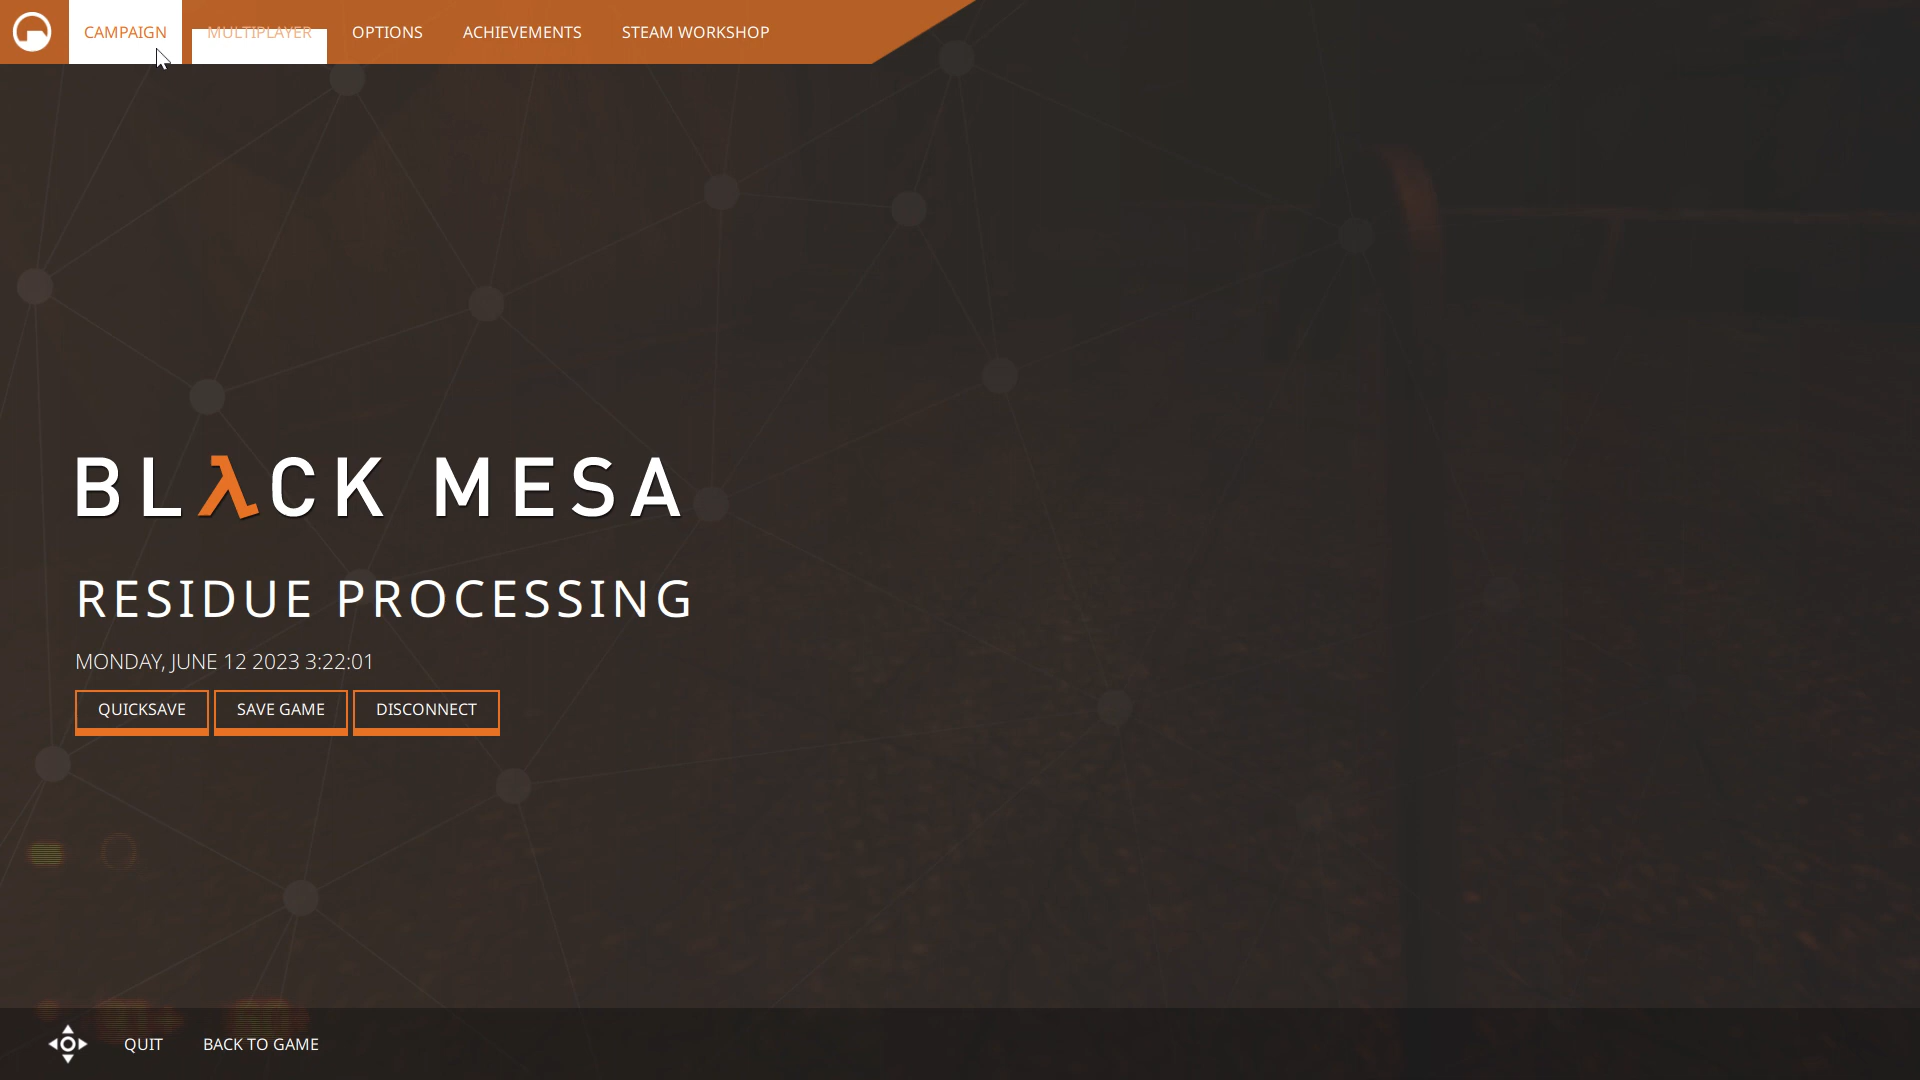 CAMPAIGN MULTIPLAYER OPTIONS ACHIEVEMENTS STEAM WORKSHOP
BLλCK MESA
RESIDUE PROCESSING
MONDAY, JUNE 12 2023 3:22:01
QUICKSAVE SAVE GAME DISCONNECT
QUIT BACK TO GAME